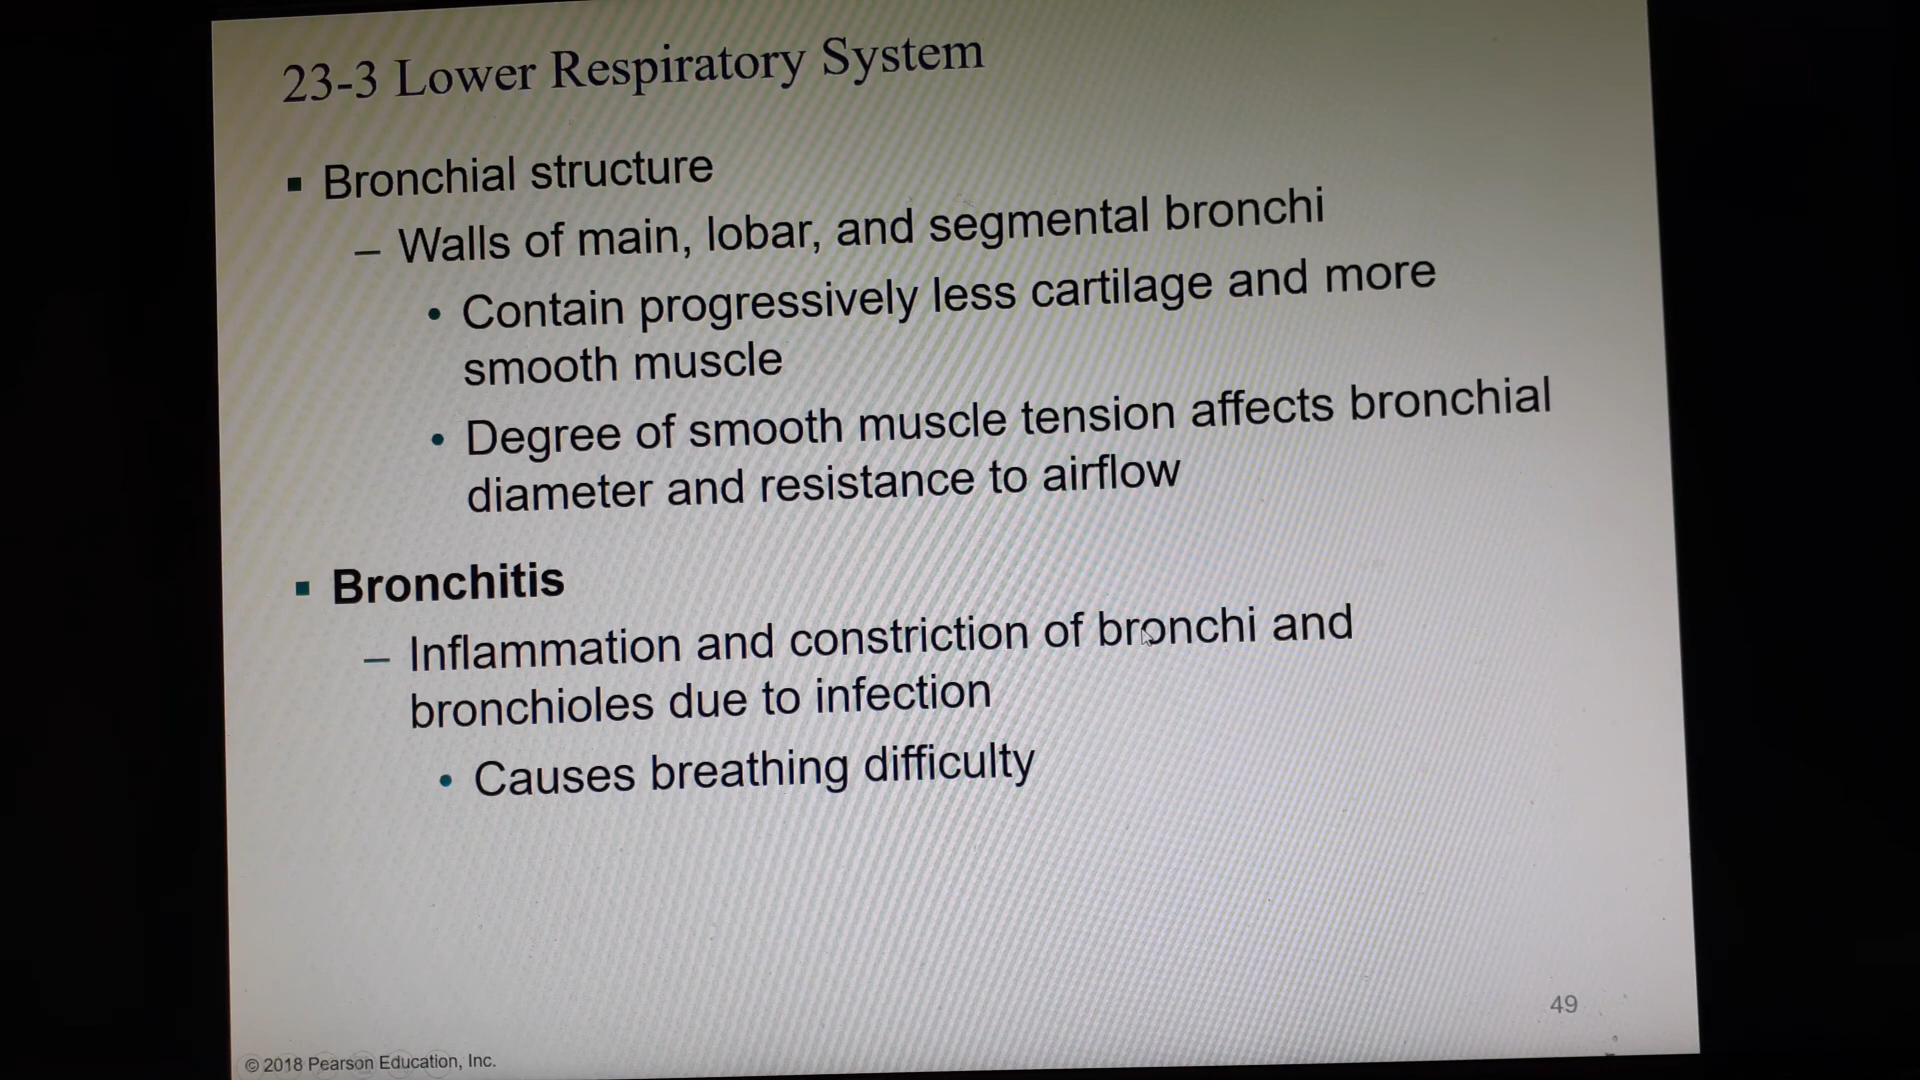 23-3 Lower Respiratory System
▪ Bronchial structure
– Walls of main, lobar, and segmental bronchi
• Contain progressively less cartilage and more
smooth muscle
• Degree of smooth muscle tension affects bronchial
diameter and resistance to airflow
▪ Bronchitis
– Inflammation and constriction of bronchi and
bronchioles due to infection
• Causes breathing difficulty
49
© 2018 Pearson Education, Inc.